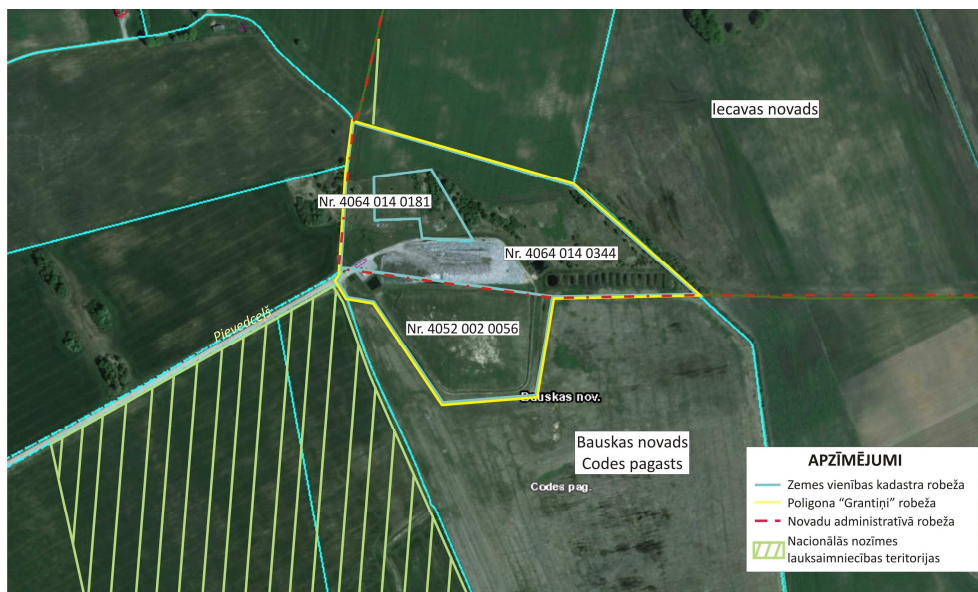 Iecavas novads
Nr. 4064 014 0181
Nr. 4064 014 0344
Pievedceļš
Nr. 4052 002 0056
Bauskas nov.
Bauskas novads
Codes pagasts
Codes pag.
APZĪMĒJUMI
Zemes vienības kadastra robeža
Poligona “Grantiņi” robeža
Novadu administratīvā robeža
Nacionālās nozīmes
lauksaimniecības teritorijas